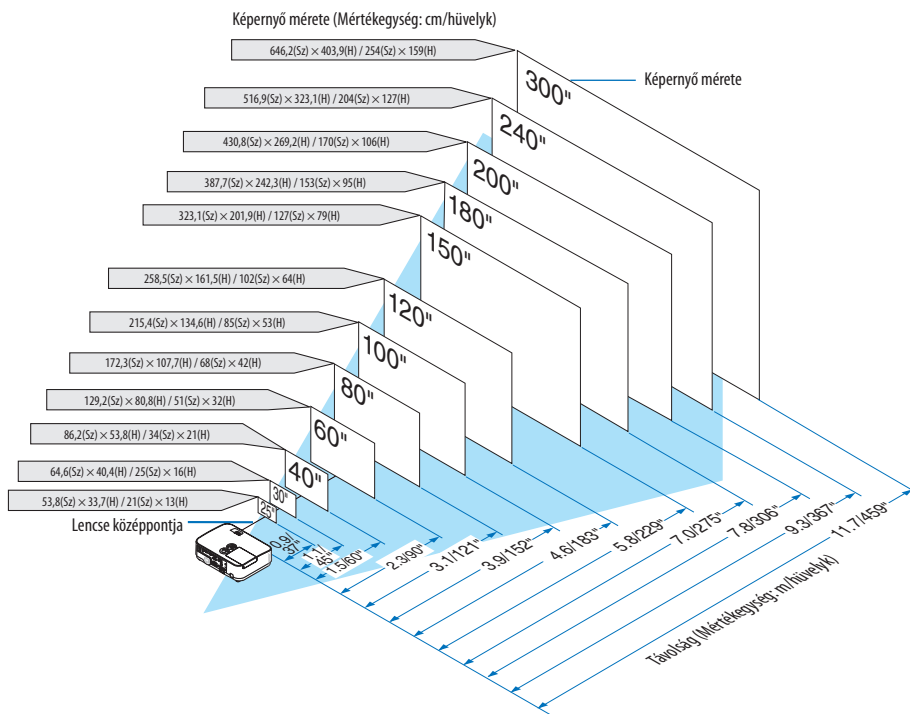 Képernyő mérete (Mértékegység: cm/hüvelyk)
646,2(Sz) × 403,9(H) / 254(Sz) × 159(H)
Képernyő mérete
300"
516,9(Sz) × 323,1(H) / 204(Sz) × 127(H)
240"
430,8(Sz) × 269,2(H) / 170(Sz) × 106(H)
200"
387,7(Sz) × 242,3(H) / 153(Sz) × 95(H)
180"
323,1(Sz) × 201,9(H) / 127(Sz) × 79(H)
150"
258,5(Sz) × 161,5(H) / 102(Sz) × 64(H)
120"
215,4(Sz) × 134,6(H) / 85(Sz) × 53(H)
100"
172,3(Sz) × 107,7(H) / 68(Sz) × 42(H)
80"
129,2(Sz) × 80,8(H) / 51(Sz) × 32(H)
60"
86,2(Sz) × 53,8(H) / 34(Sz) × 21(H)
40"
64,6(Sz) × 40,4(H) / 25(Sz) × 16(H)
30"
53,8(Sz) × 33,7(H) / 21(Sz) × 13(H)
25"
Lencse középpontja
0.9/
37"
1.1/
45"
1.5/60"
2.3/90"
3.1/121"
3.9/152"
4.6/183"
5.8/229"
7.0/275"
7.8/306"
9.3/367"
11.7/459"
Távolság (Mértékegység: m/hüvelyk)